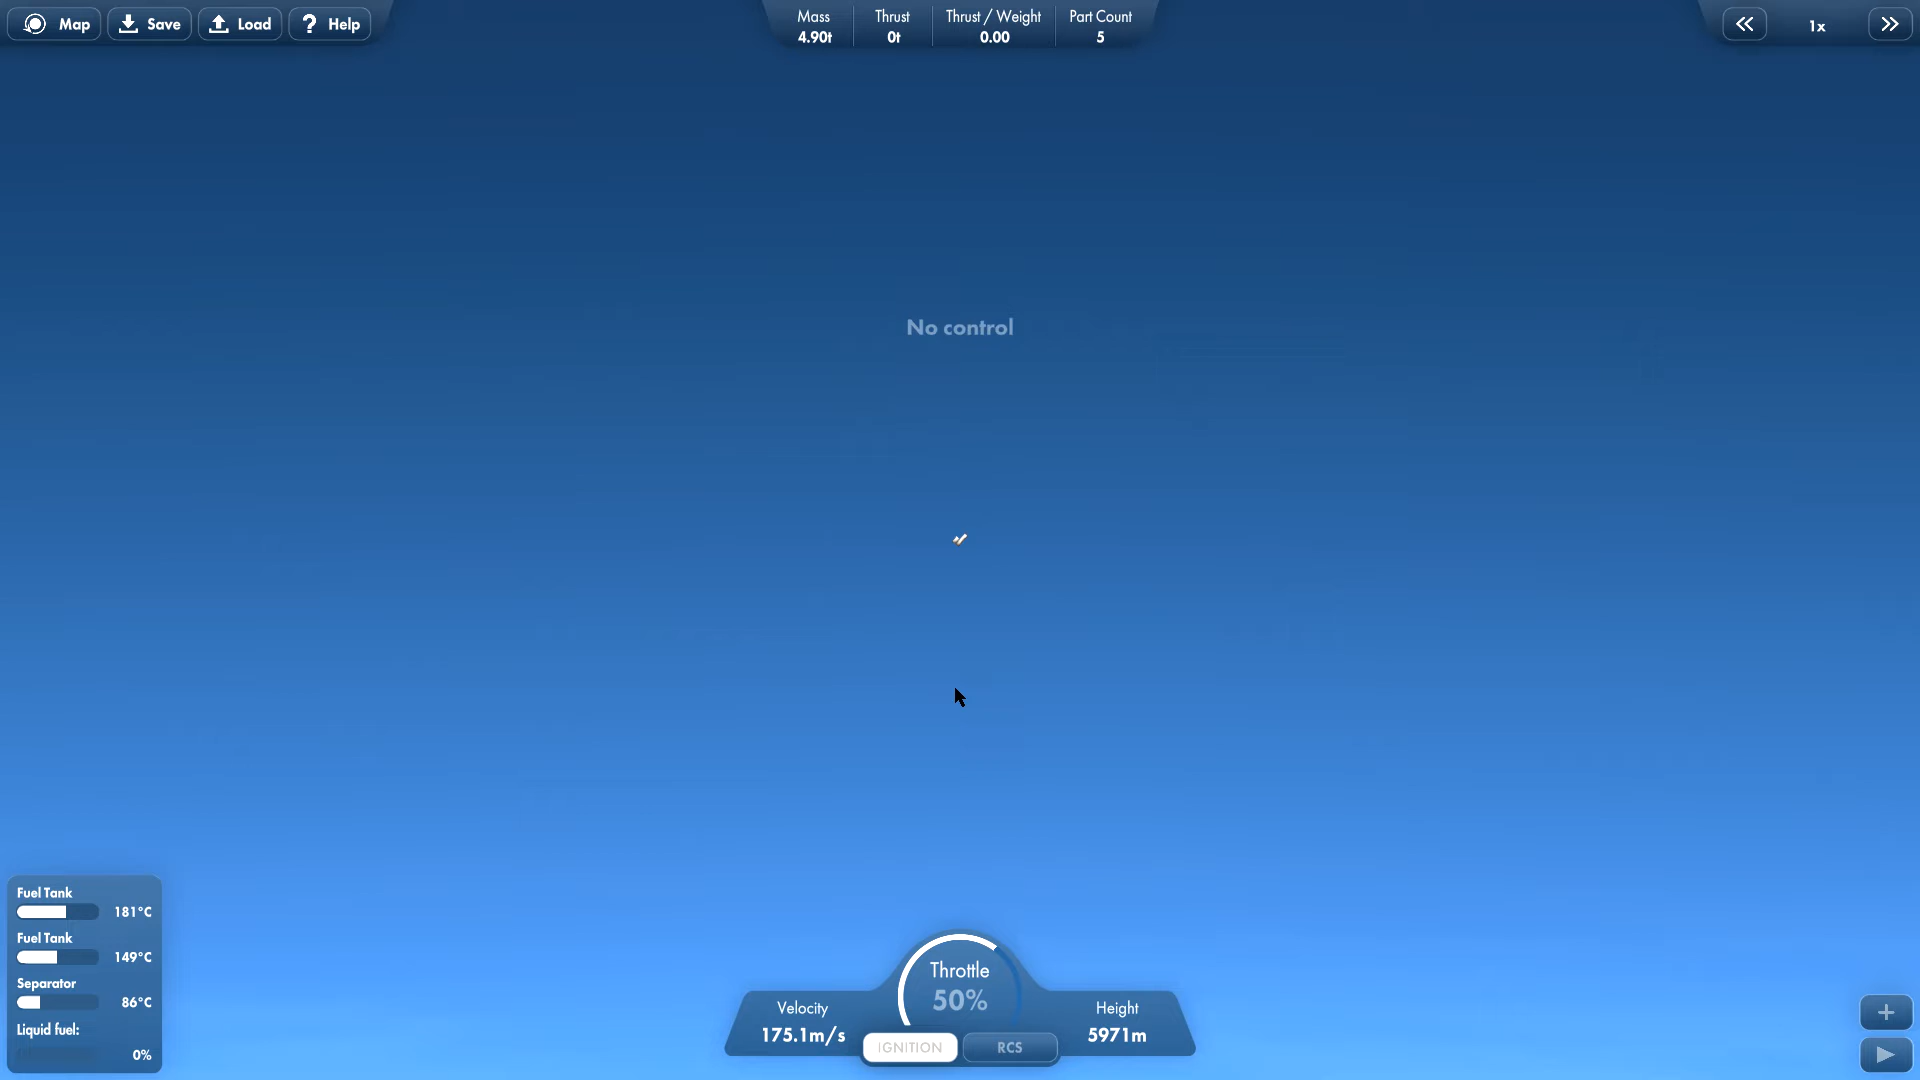 Map
Save
Load
Help
Mass
4.90t
Thrust
0t
Thrust / Weight
0.00
Part Count
5
1x
No control
Fuel Tank
181°C
Fuel Tank
149°C
Separator
86°C
Liquid fuel:
0%
Throttle
50%
Velocity
175.1m/s
Height
5971m
IGNITION
RCS